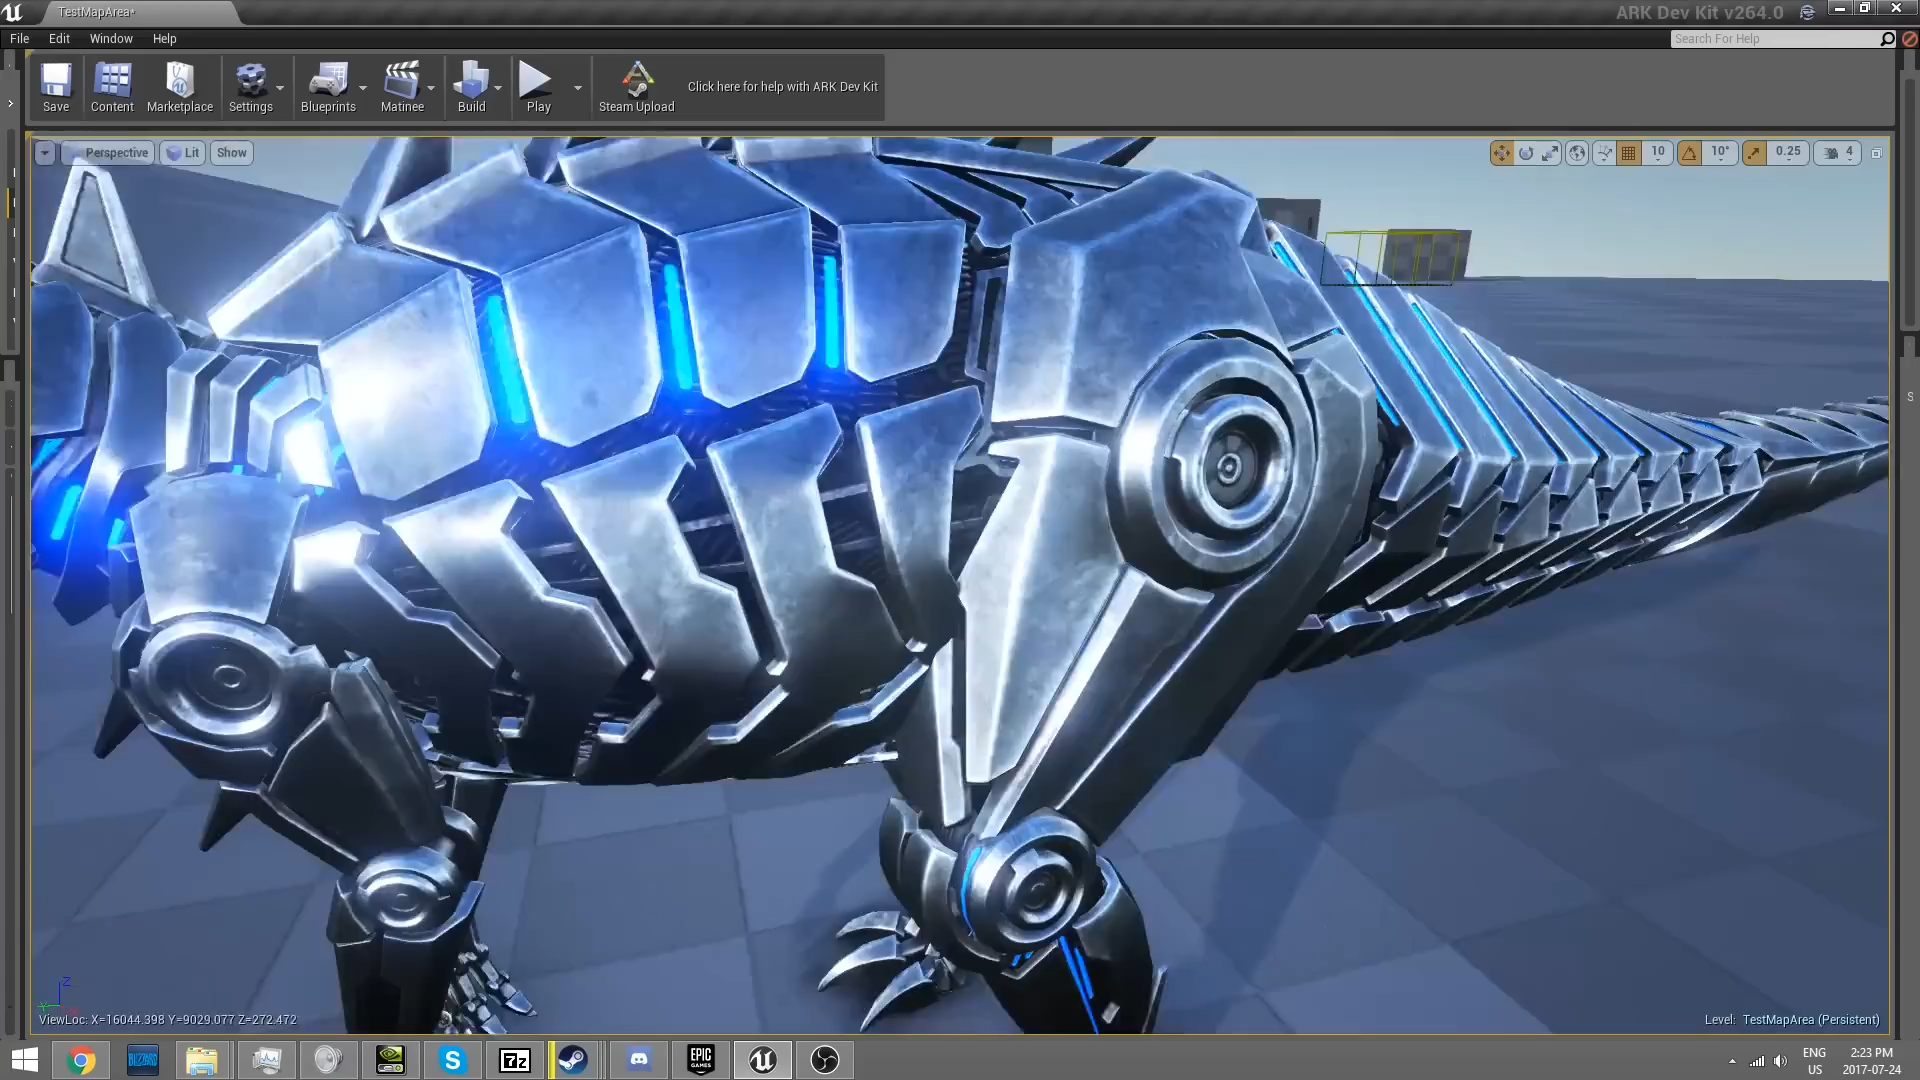 TestMapArea*
ARK Dev Kit v264.0
File Edit Window Help
Search For Help
Save Content Marketplace Settings Blueprints Matinee Build Play Steam Upload Click here for help with ARK Dev Kit
Perspective Lit Show
10 10° 0.25 4
S
Z
Y
ViewLoc: X=16044.398 Y=9029.077 Z=272.472
Level: TestMapArea (Persistent)
BLIZZARD
S
7z
EPIC
GAMES
ENG
US
2:23 PM
2017-07-24